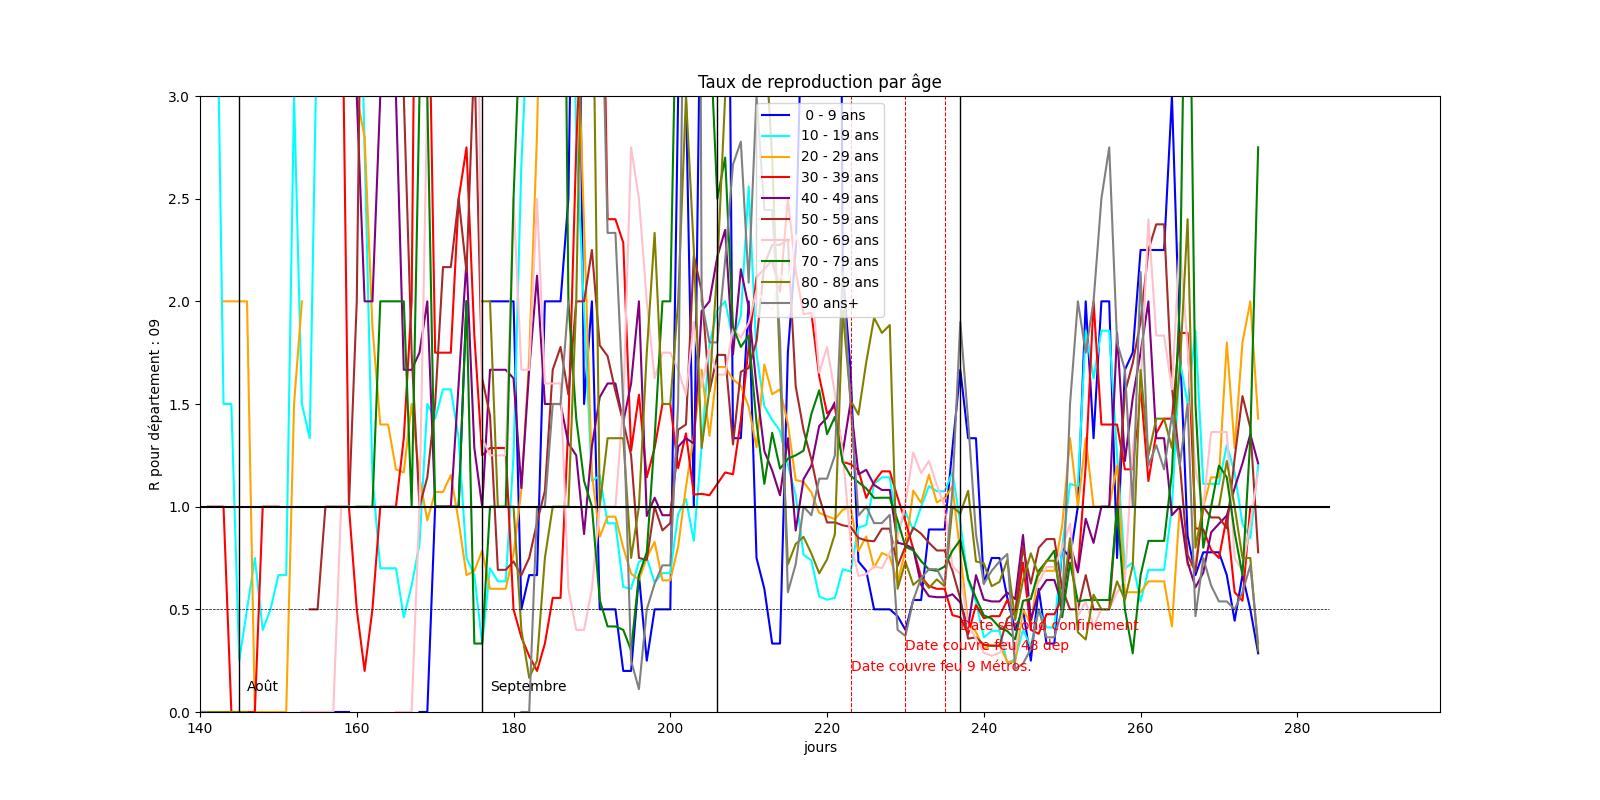 Taux de reproduction par âge
R pour département : 09
3.0
2.5
2.0
1.5
1.0
0.5
0.0
0 - 9 ans
10 - 19 ans
20 - 29 ans
30 - 39 ans
40 - 49 ans
50 - 59 ans
60 - 69 ans
70 - 79 ans
80 - 89 ans
90 ans+
Date second confinement
Date couvre feu 48 dep
Date couvre feu 9 Métros.
Août
Septembre
140 160 180 200 220 240 260 280
jours